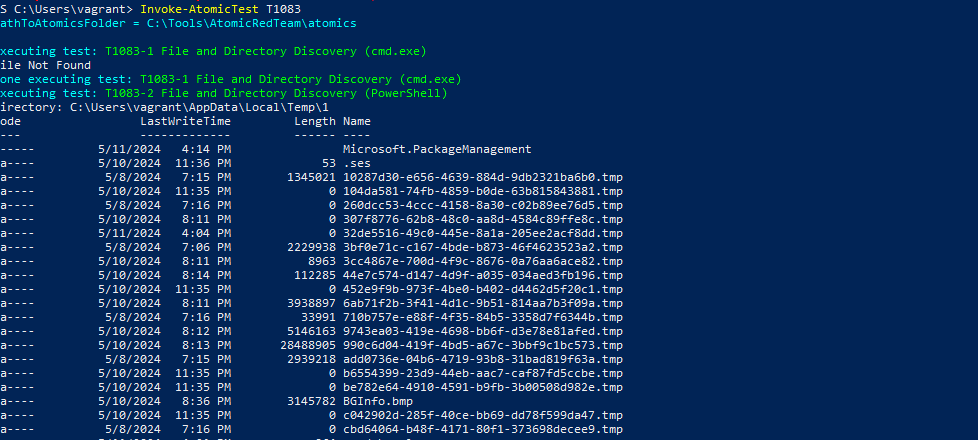 S C:\Users\vagrant> Invoke-AtomicTest T1083
athToAtomicsFolder = C:\Tools\AtomicRedTeam\atomics
xecuting test: T1083-1 File and Directory Discovery (cmd.exe)
ile Not Found
one executing test: T1083-1 File and Directory Discovery (cmd.exe)
xecuting test: T1083-2 File and Directory Discovery (PowerShell)
irectory: C:\Users\vagrant\AppData\Local\Temp\1
ode LastWriteTime Length Name
--- ------------- ------ ----
----- 5/11/2024 4:14 PM Microsoft.PackageManagement
a---- 5/10/2024 11:36 PM 53 .ses
a---- 5/8/2024 7:15 PM 1345021 10287d30-e656-4639-884d-9db2321ba6b0.tmp
a---- 5/10/2024 11:35 PM 0 104da581-74fb-4859-b0de-63b815843881.tmp
a---- 5/8/2024 7:16 PM 0 260dcc53-4ccc-4158-8a30-c02b89ee76d5.tmp
a---- 5/10/2024 8:11 PM 0 307f8776-62b8-48c0-aa8d-4584c89ffe8c.tmp
a---- 5/11/2024 4:04 PM 0 32de5516-49c0-445e-8a1a-205ee2acf8dd.tmp
a---- 5/8/2024 7:06 PM 2229938 3bf0e71c-c167-4bde-b873-46f4623523a2.tmp
a---- 5/10/2024 8:11 PM 8963 3cc4867e-700d-4f9c-8676-0a76aa6ace82.tmp
a---- 5/10/2024 8:14 PM 112285 44e7c574-d147-4d9f-a035-034aed3fb196.tmp
a---- 5/10/2024 11:35 PM 0 452e9f9b-973f-4be0-b402-d4462d5f20c1.tmp
a---- 5/10/2024 8:11 PM 3938897 6ab71f2b-3f41-4d1c-9b51-814aa7b3f09a.tmp
a---- 5/8/2024 7:16 PM 33991 710b757e-e88f-4f35-84b5-3358d7f6344b.tmp
a---- 5/10/2024 8:12 PM 5146163 9743ea03-419e-4698-bb6f-d3e78e81afed.tmp
a---- 5/10/2024 8:13 PM 28488905 990c6d04-419f-4bd5-a67c-3bbf9c1bc573.tmp
a---- 5/8/2024 7:15 PM 2939218 add0736e-04b6-4719-93b8-31bad819f63a.tmp
a---- 5/10/2024 11:35 PM 0 b6554399-23d9-44eb-aac7-caf87fd5ccbe.tmp
a---- 5/10/2024 11:35 PM 0 be782e64-4910-4591-b9fb-3b00508d982e.tmp
a---- 5/10/2024 8:36 PM 3145782 BGInfo.bmp
a---- 5/10/2024 11:35 PM 0 c042902d-285f-40ce-bb69-dd78f599da47.tmp
a---- 5/8/2024 7:16 PM 0 cbd64064-b48f-4171-80f1-373698decee9.tmp